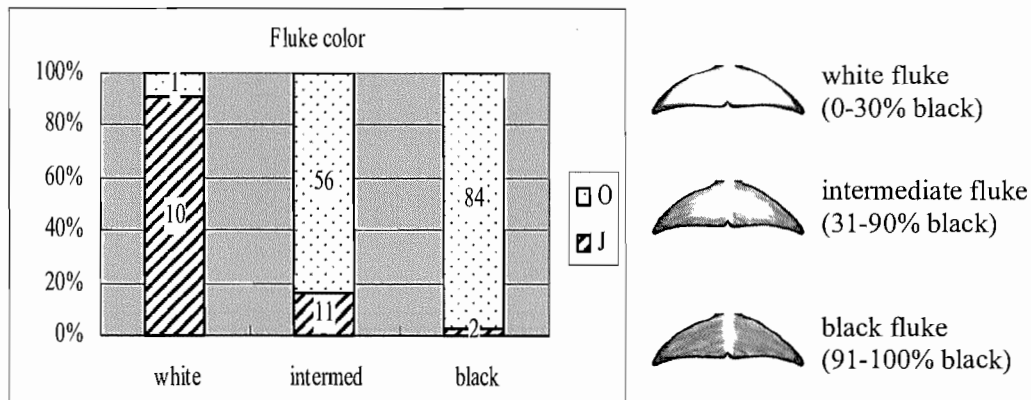 Fluke color
100%
80%
60%
40%
20%
0%
1
10
56
11
84
2
white intermed black
O
J
white fluke
(0-30% black)
intermediate fluke
(31-90% black)
black fluke
(91-100% black)